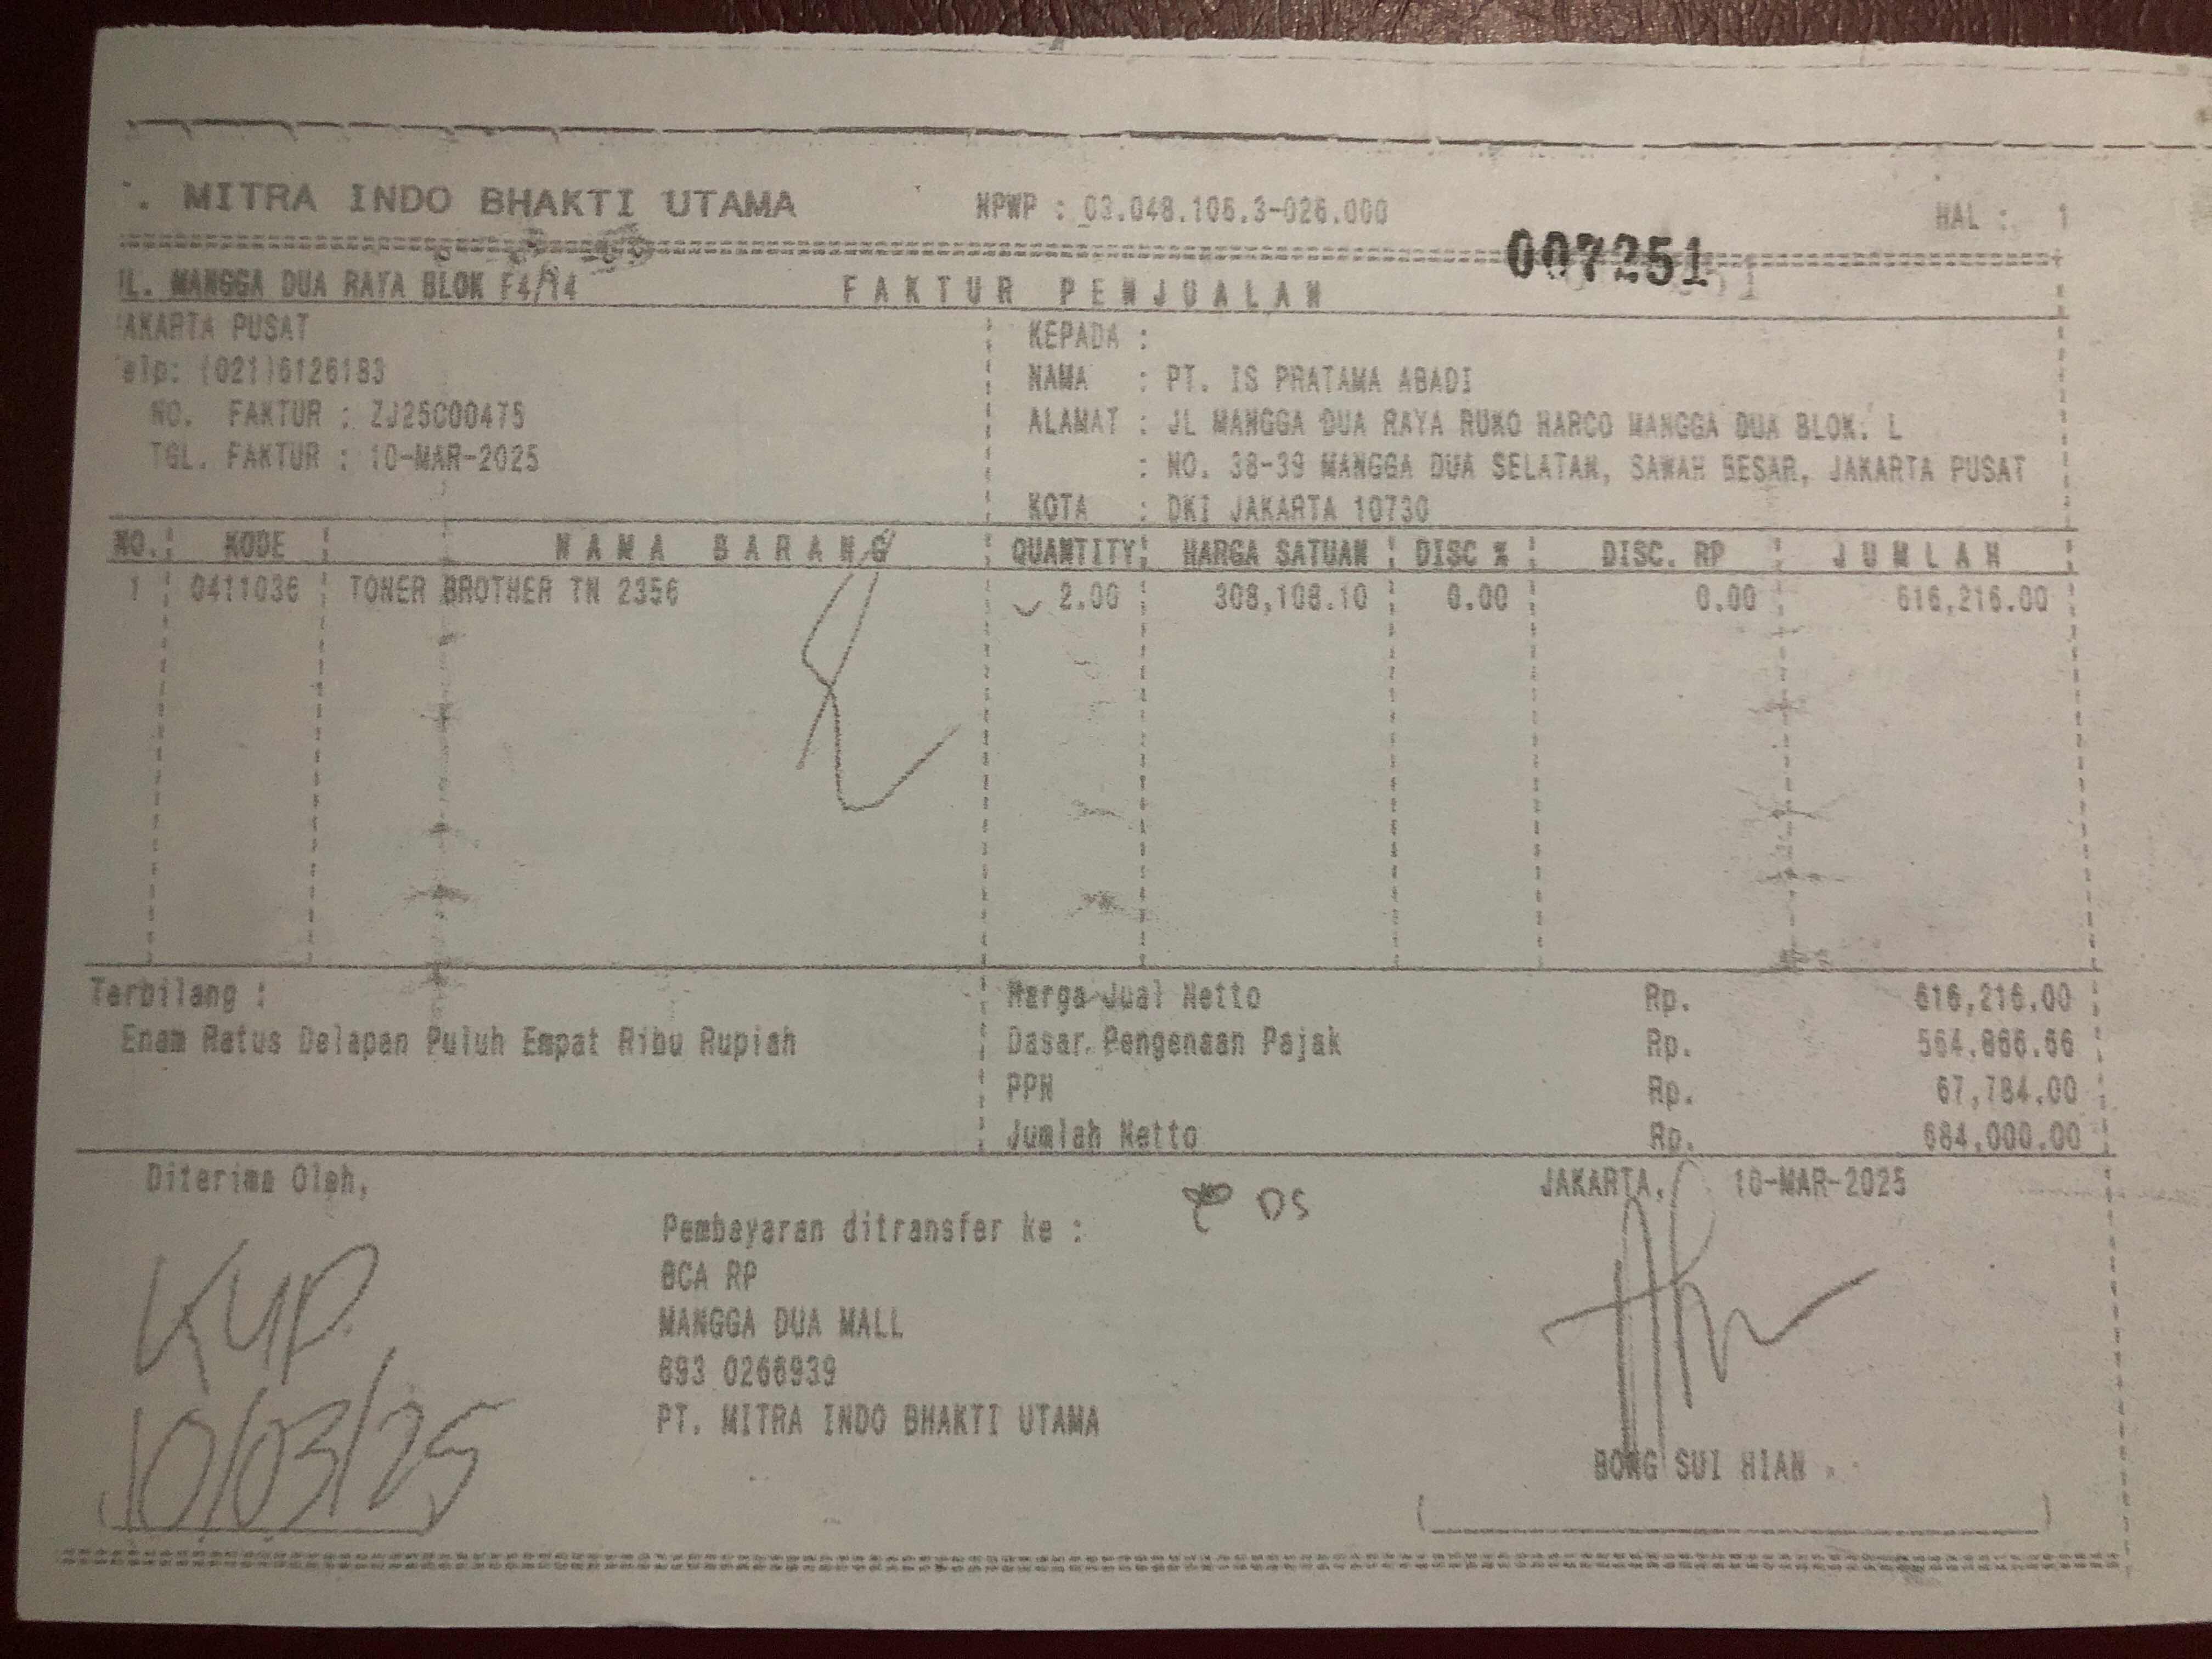 . MITRA INDO BHAKTI UTAMA NPWP : 03.048.106.3-026.000 HAL : 1
007251
JL. MANGGA DUA RAYA BLOK F4/14 FAKTUR PENJUALAN
JAKARTA PUSAT KEPADA :
Telp: (021)6126183 NAMA : PT. IS PRATAMA ABADI
NO. FAKTUR : ZJ25C00475 ALAMAT : JL MANGGA DUA RAYA RUKO HARCO MANGGA DUA BLOK. L
TGL. FAKTUR : 10-MAR-2025 : NO. 38-39 MANGGA DUA SELATAN, SAWAH BESAR, JAKARTA PUSAT
KOTA : DKI JAKARTA 10730
NO. KODE NAMA BARANG QUANTITY HARGA SATUAN DISC % DISC. RP JUMLAH
1 0411036 TONER BROTHER TN 2356 2.00 308,108.10 0.00 0.00 616,216.00
Terbilang : Harga Jual Netto Rp. 616,216.00
Enam Ratus Delapan Puluh Empat Ribu Rupiah Dasar Pengenaan Pajak Rp. 564,866.66
PPN Rp. 67,784.00
Jumlah Netto Rp. 684,000.00
Diterima Oleh, JAKARTA, 10-MAR-2025
DS
Pembayaran ditransfer ke :
BCA RP
MANGGA DUA MALL
693 0266939
PT. MITRA INDO BHAKTI UTAMA
10/03/25
BONG SUI HIAN